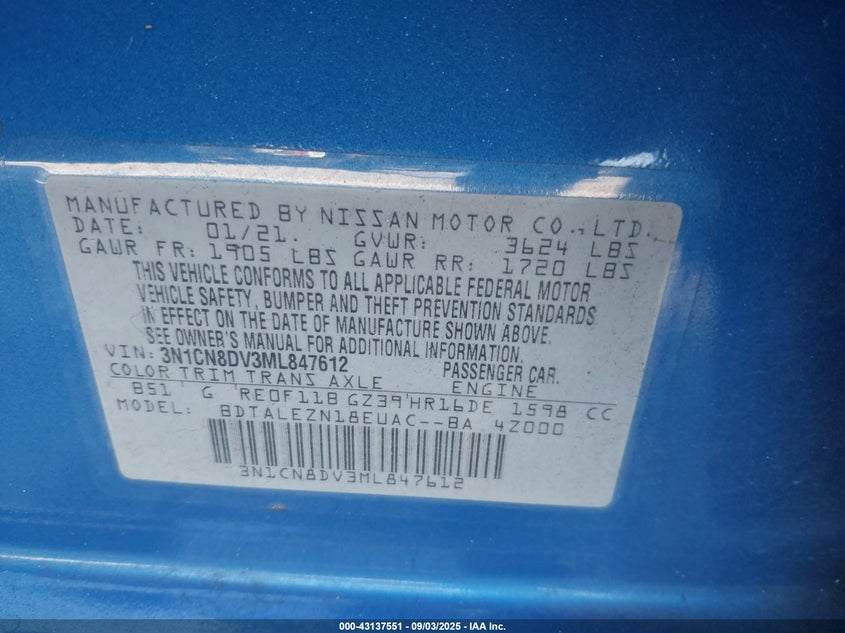 MANUFACTURED BY NISSAN MOTOR CO., LTD.
DATE: 01/21. GVWR: 3624 LBS
GAWR FR: 1905 LBS GAWR RR: 1720 LBS
THIS VEHICLE CONFORMS TO ALL APPLICABLE FEDERAL MOTOR
VEHICLE SAFETY, BUMPER AND THEFT PREVENTION STANDARDS
IN EFFECT ON THE DATE OF MANUFACTURE SHOWN ABOVE.
SEE OWNER'S MANUAL FOR ADDITIONAL INFORMATION.
VIN: 3N1CN8DV3ML847612 PASSENGER CAR.
COLOR TRIM TRANS AXLE ENGINE
B51 G RE0F11B GZ39 HR16DE 1598 CC
MODEL: BDTALEZN18EUAC--BA 4Z000
3N1CN8DV3ML847612
000-43137551 - 09/03/2025 - IAA Inc.